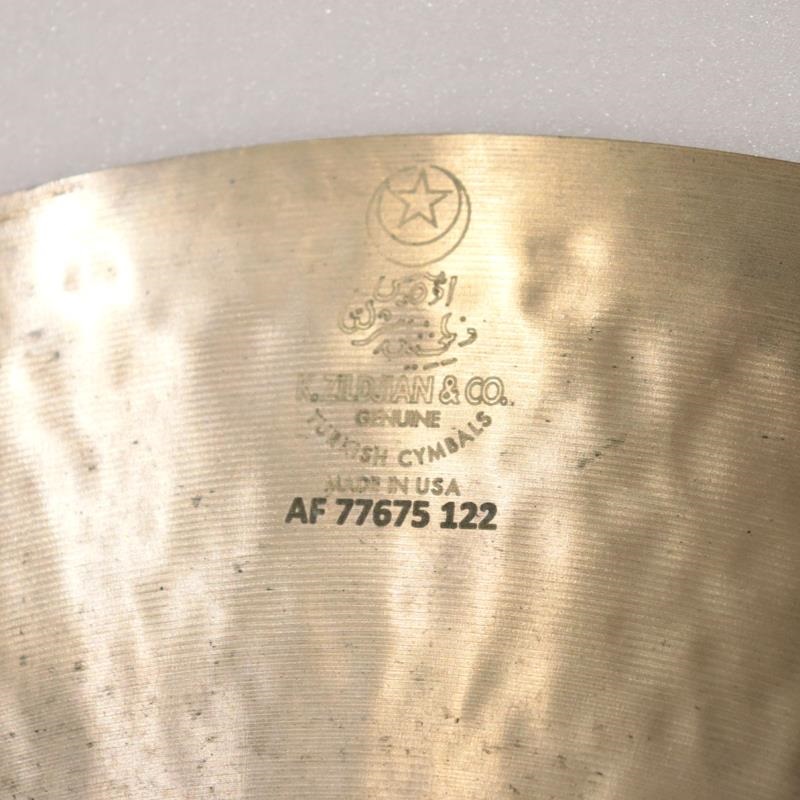 K. ZILDJIAN & CO.
GENUINE
TURKISH CYMBALS
MADE IN USA
AF 77675 122